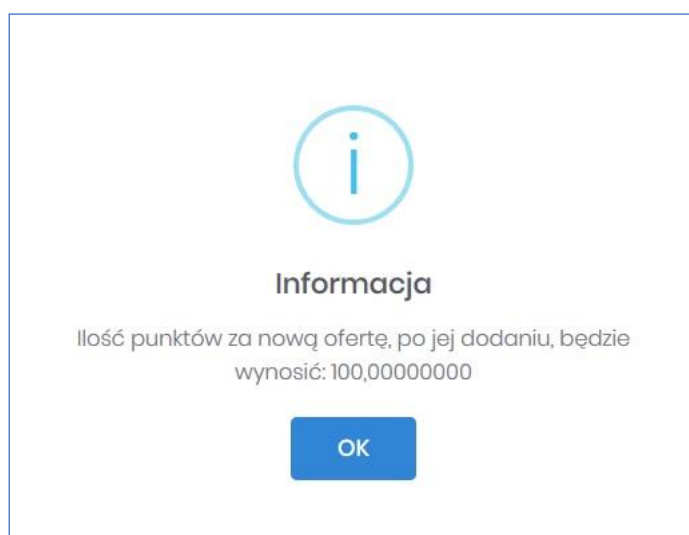 i
Informacja
Ilość punktów za nową ofertę, po jej dodaniu, będzie
wynosić: 100,00000000
OK